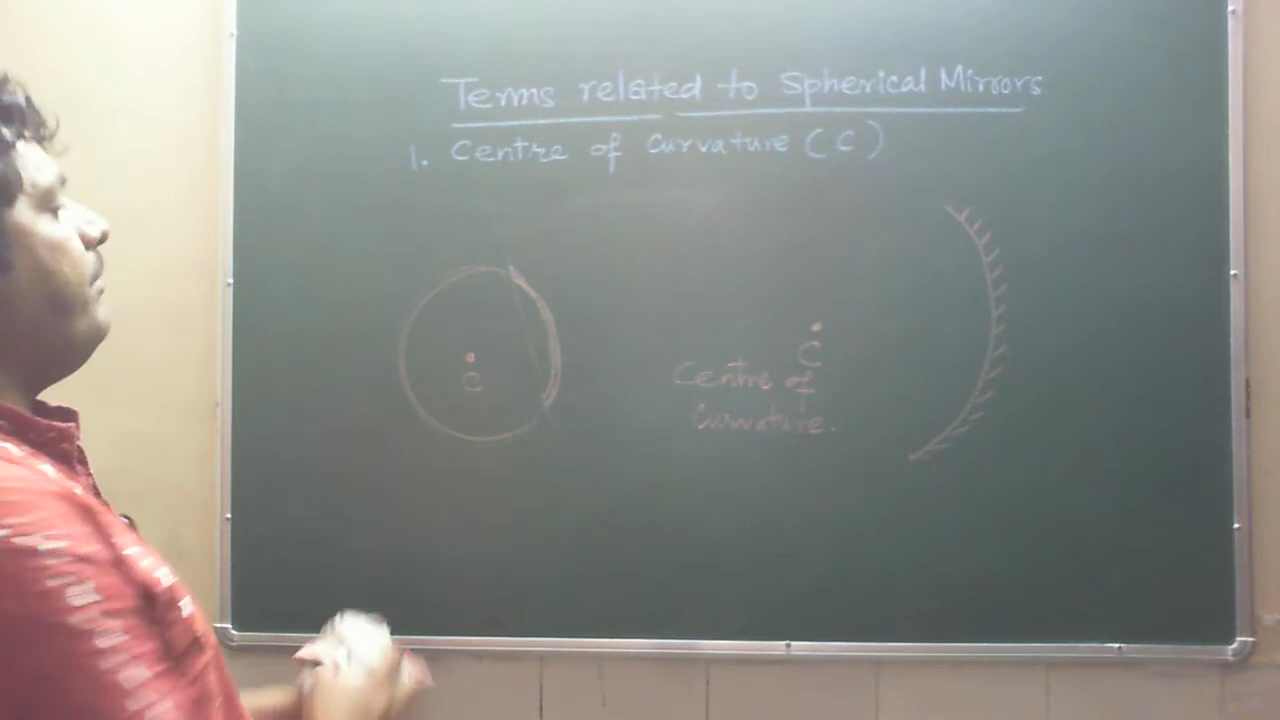 Terms related to Spherical Mirrors
1. Centre of Curvature (C)
C
C
Centre of
Curvature.